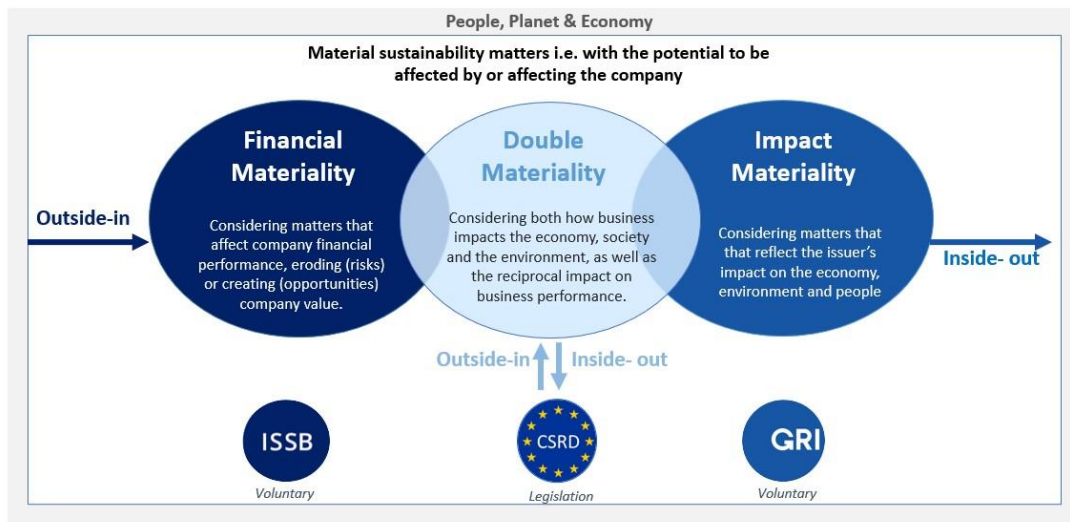 People, Planet & Economy
Material sustainability matters i.e. with the potential to be
affected by or affecting the company
Financial
Materiality
Considering matters that
affect company financial
performance, eroding (risks)
or creating (opportunities)
company value.
Double
Materiality
Considering both how business
impacts the economy, society
and the environment, as well as
the reciprocal impact on
business performance.
Impact
Materiality
Considering matters that
that reflect the issuer's
impact on the economy,
environment and people
Outside-in
Inside- out
Outside-in
Inside- out
ISSB
Voluntary
CSRD
Legislation
GRI
Voluntary